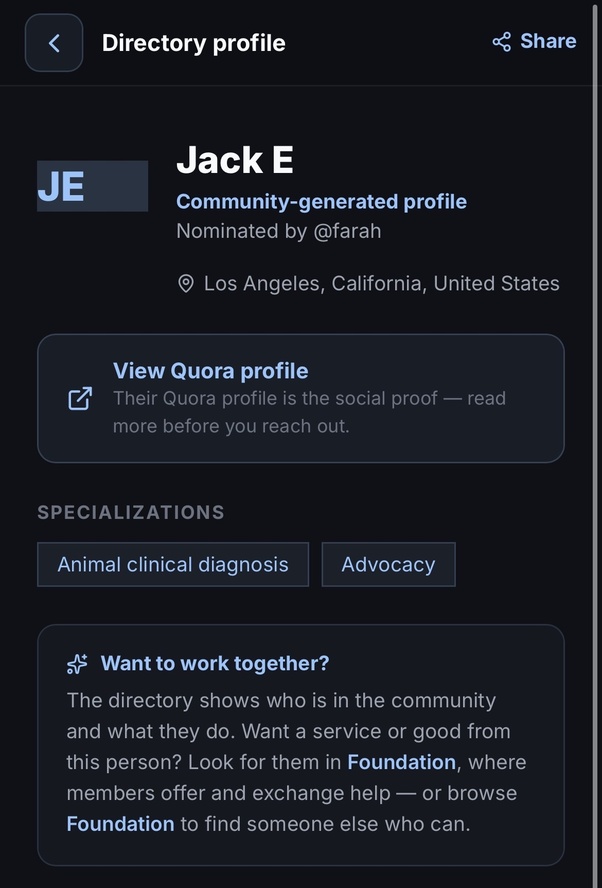 Directory profile
Share
JE
Jack E
Community-generated profile
Nominated by @farah
Los Angeles, California, United States
View Quora profile
Their Quora profile is the social proof — read
more before you reach out.
SPECIALIZATIONS
Animal clinical diagnosis
Advocacy
Want to work together?
The directory shows who is in the community
and what they do. Want a service or good from
this person? Look for them in Foundation, where
members offer and exchange help — or browse
Foundation to find someone else who can.